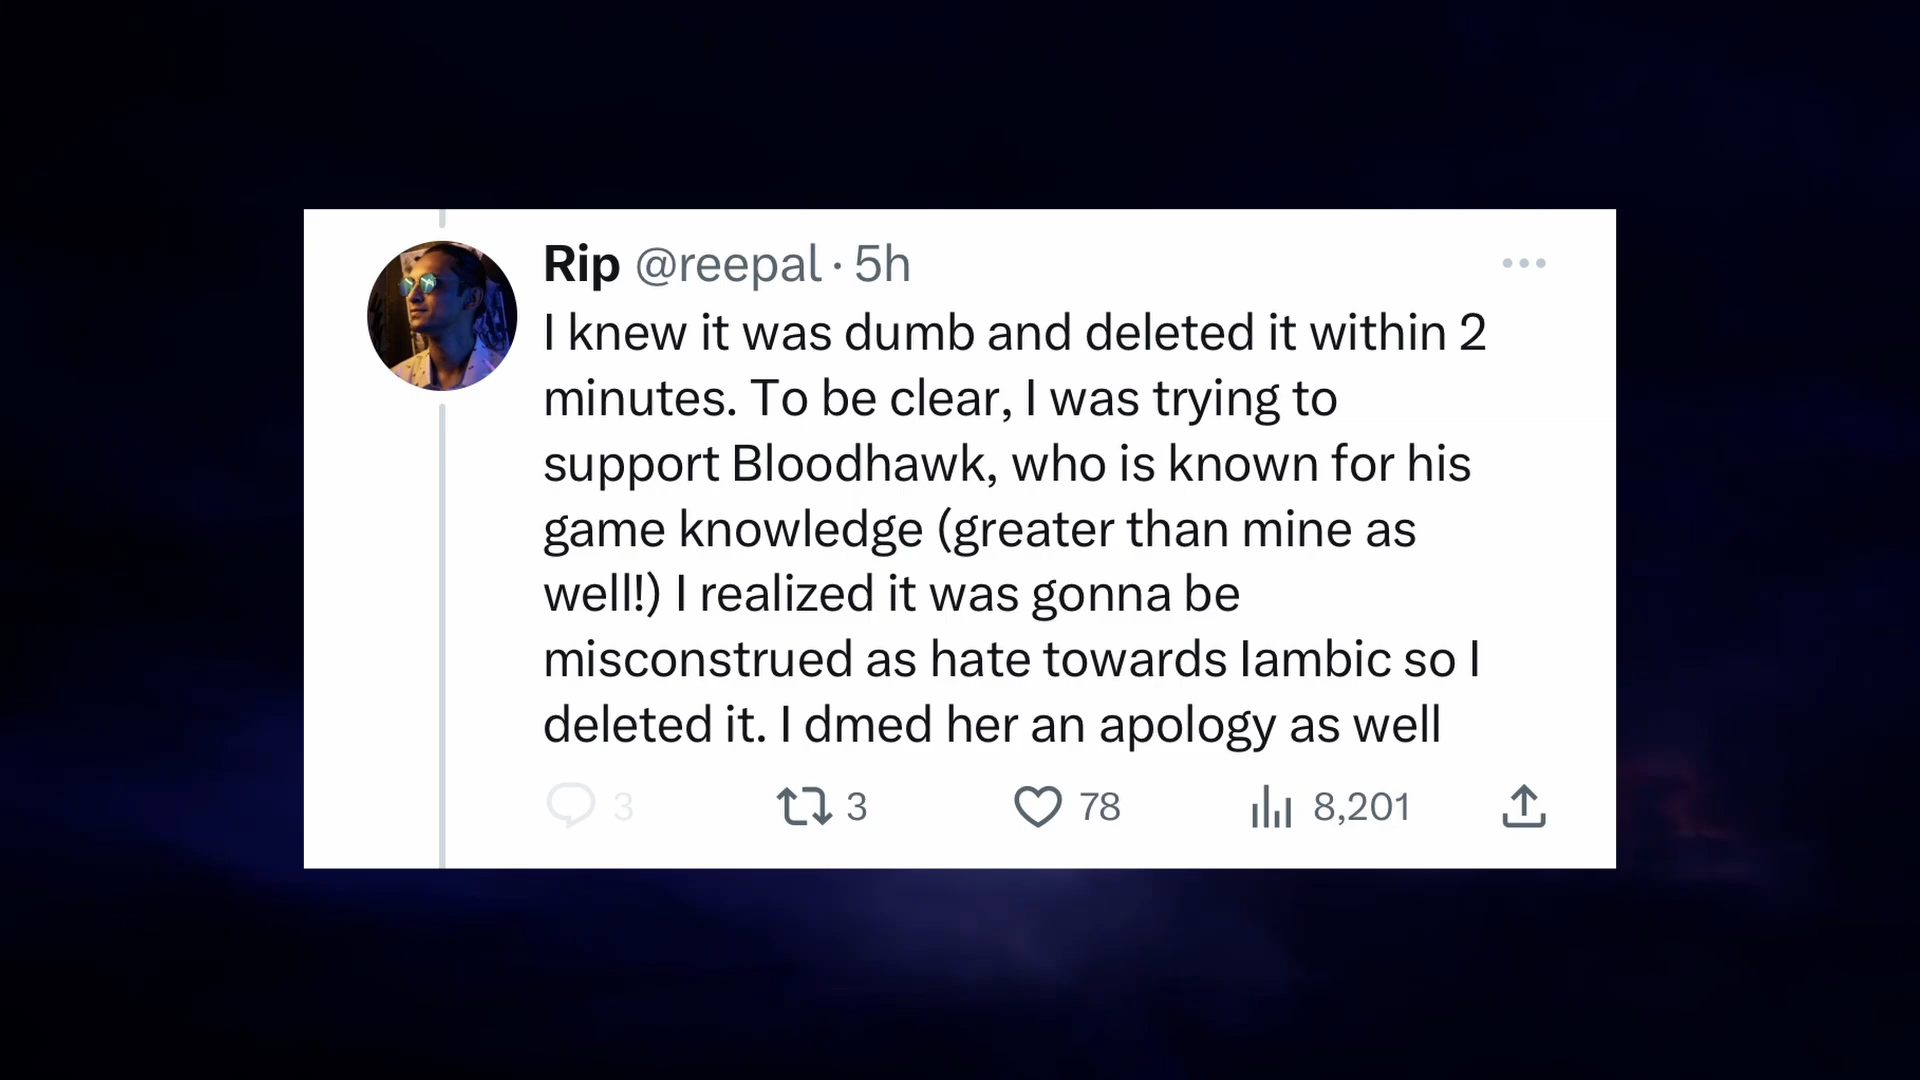 Rip @reepal · 5h
I knew it was dumb and deleted it within 2
minutes. To be clear, I was trying to
support Bloodhawk, who is known for his
game knowledge (greater than mine as
well!) I realized it was gonna be
misconstrued as hate towards Iambic so I
deleted it. I dmed her an apology as well
3 3 78 8,201